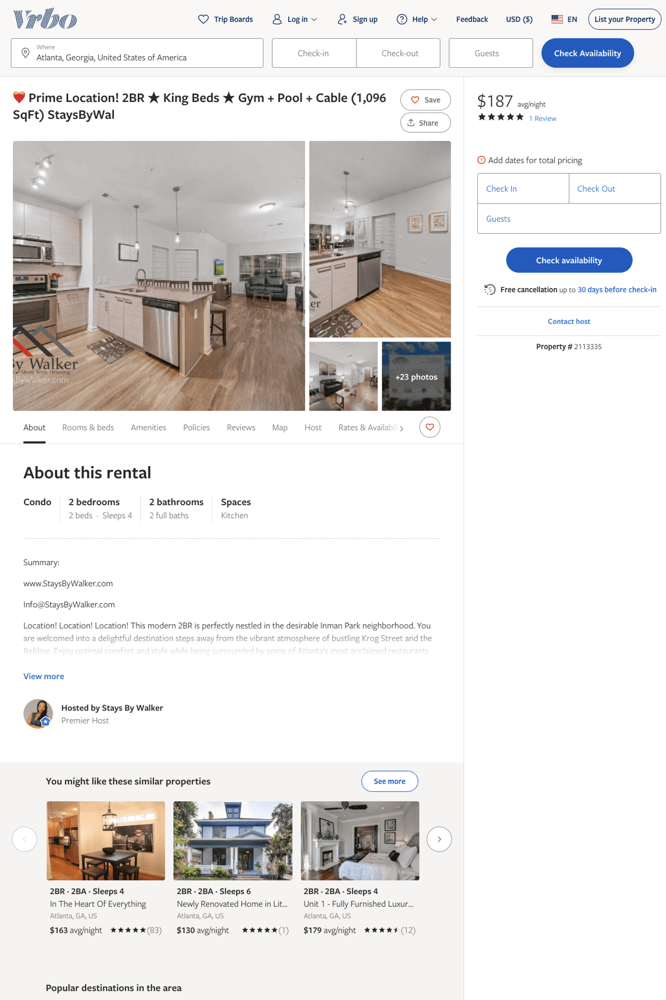 Vrbo
Trip Boards
Log in
Sign up
Help
Feedback
USD ($)
EN
List your Property
Where
Atlanta, Georgia, United States of America
Check-in
Check-out
Guests
Check Availability
❤️ Prime Location! 2BR ★ King Beds ★ Gym + Pool + Cable (1,096
SqFt) StaysByWal
Save
Share
y Walker
Short Term Housing
sByWalker.com
er
+23 photos
$187 avg/night
★★★★★ 1 Review
Add dates for total pricing
Check In
Check Out
Guests
Check availability
Free cancellation up to 30 days before check-in
Contact host
Property # 2113335
About
Rooms & beds
Amenities
Policies
Reviews
Map
Host
Rates & Availabili
About this rental
Condo
2 bedrooms
2 beds · Sleeps 4
2 bathrooms
2 full baths
Spaces
Kitchen
Summary:
www.StaysByWalker.com
Info@StaysByWalker.com
Location! Location! Location! This modern 2BR is perfectly nestled in the desirable Inman Park neighborhood. You
are welcomed into a delightful destination steps away from the vibrant atmosphere of bustling Krog Street and the
Beltline. Enjoy optimal comfort and style while being surrounded by some of Atlanta's most acclaimed restaurants
View more
Hosted by Stays By Walker
Premier Host
You might like these similar properties
See more
2BR · 2BA · Sleeps 4
In The Heart Of Everything
Atlanta, GA, US
$163 avg/night ★★★★★ (83)
2BR · 2BA · Sleeps 6
Newly Renovated Home in Lit...
Atlanta, GA, US
$130 avg/night ★★★★★ (1)
2BR · 2BA · Sleeps 4
Unit 1 - Fully Furnished Luxur...
Atlanta, GA, US
$179 avg/night (12)
Popular destinations in the area